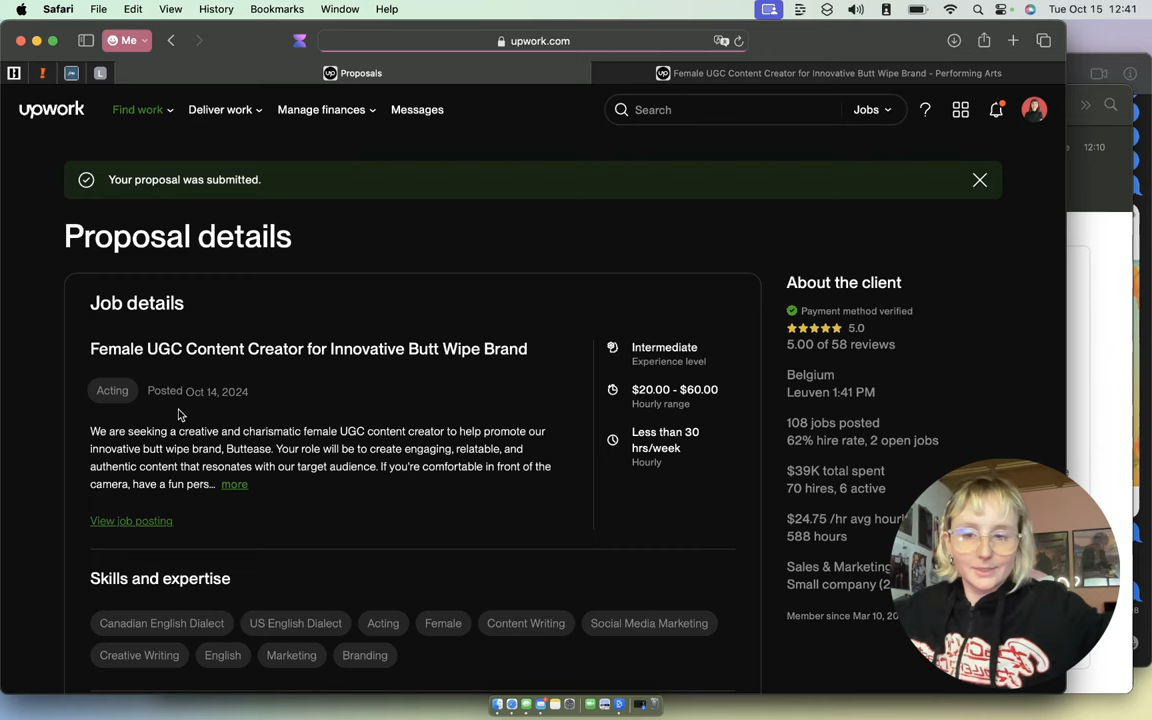 Safari File Edit View History Bookmarks Window Help Tue Oct 15 12:41
Me upwork.com
Proposals Female UGC Content Creator for Innovative Butt Wipe Brand - Performing Arts
upwork Find work Deliver work Manage finances Messages Search Jobs
12:10
Your proposal was submitted.
Proposal details
Job details
Female UGC Content Creator for Innovative Butt Wipe Brand
Acting Posted Oct 14, 2024
We are seeking a creative and charismatic female UGC content creator to help promote our
innovative butt wipe brand, Buttease. Your role will be to create engaging, relatable, and
authentic content that resonates with our target audience. If you're comfortable in front of the
camera, have a fun pers... more
View job posting
Intermediate
Experience level
$20.00 - $60.00
Hourly range
Less than 30
hrs/week
Hourly
Skills and expertise
Canadian English Dialect US English Dialect Acting Female Content Writing Social Media Marketing
Creative Writing English Marketing Branding
About the client
Payment method verified
5.0
5.00 of 58 reviews
Belgium
Leuven 1:41 PM
108 jobs posted
62% hire rate, 2 open jobs
$39K total spent
70 hires, 6 active
$24.75 /hr avg hour
588 hours
Sales & Marketing
Small company (2
Member since Mar 10, 20